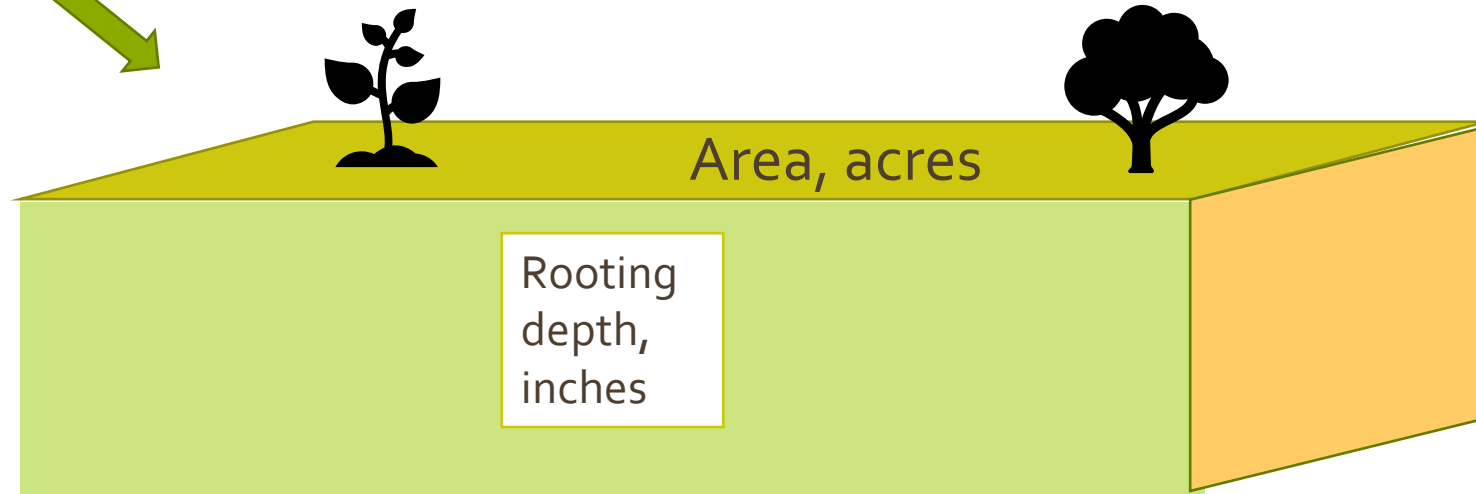 Area, acres
Rooting
depth,
inches